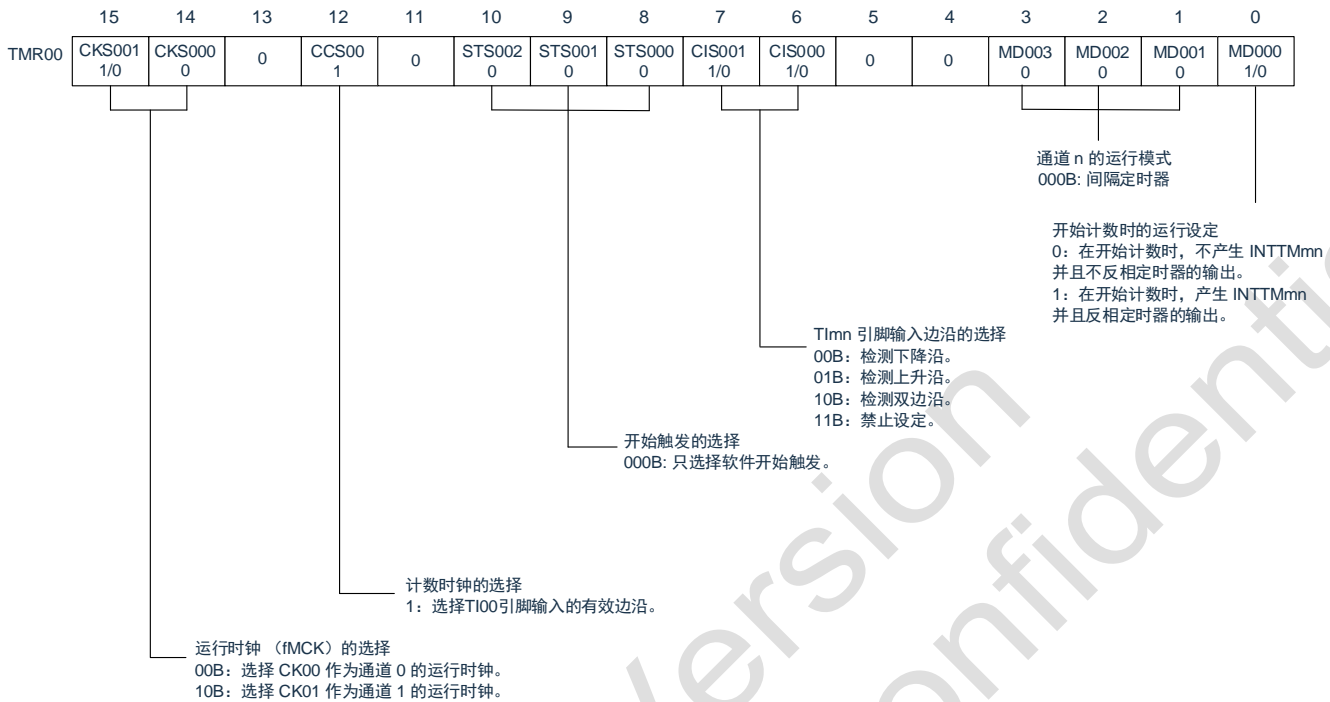 15 14 13 12 11 10 9 8 7 6 5 4 3 2 1 0
TMR00 CKS001 CKS000 0 CCS00 0 STS002 STS001 STS000 CIS001 CIS000 0 0 MD003 MD002 MD001 MD000
1/0 0 1 0 0 0 1/0 1/0 0 0 0 1/0
通道 n 的运行模式
000B: 间隔定时器
开始计数时的运行设定
0：在开始计数时，不产生 INTTMmn
并且不反相定时器的输出。
1：在开始计数时，产生 INTTMmn
并且反相定时器的输出。
TImn 引脚输入边沿的选择
00B：检测下降沿。
01B：检测上升沿。
10B：检测双边沿。
11B：禁止设定。
开始触发的选择
000B: 只选择软件开始触发。
计数时钟的选择
1：选择TI00引脚输入的有效边沿。
运行时钟 （fMCK）的选择
00B：选择 CK00 作为通道 0 的运行时钟。
10B：选择 CK01 作为通道 1 的运行时钟。